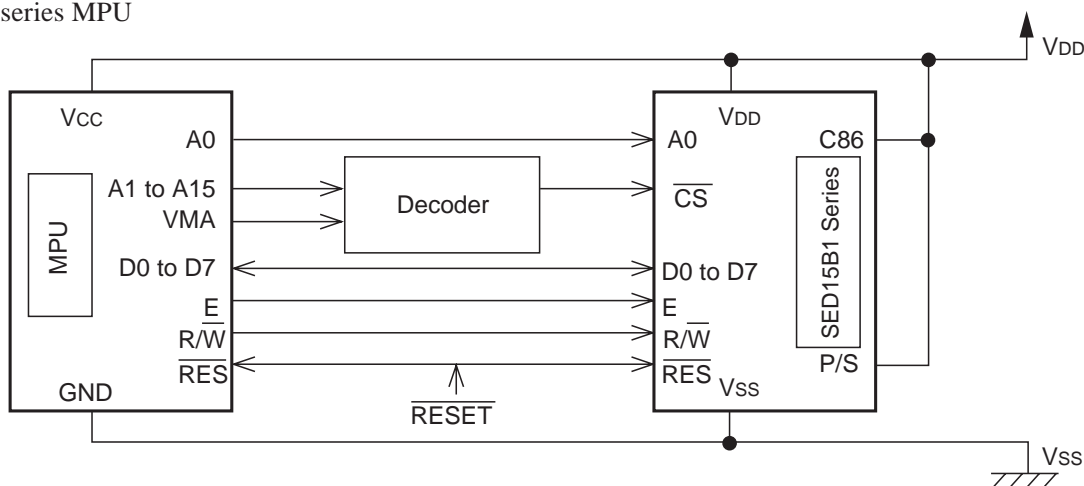 series MPU
VDD
VCC
VDD
A0
A0
C86
A1 to A15
Decoder
CS
VMA
MPU
SED15B1 Series
D0 to D7
D0 to D7
E
E
R/W
R/W
RES
RES
P/S
GND
RESET
VSS
VSS